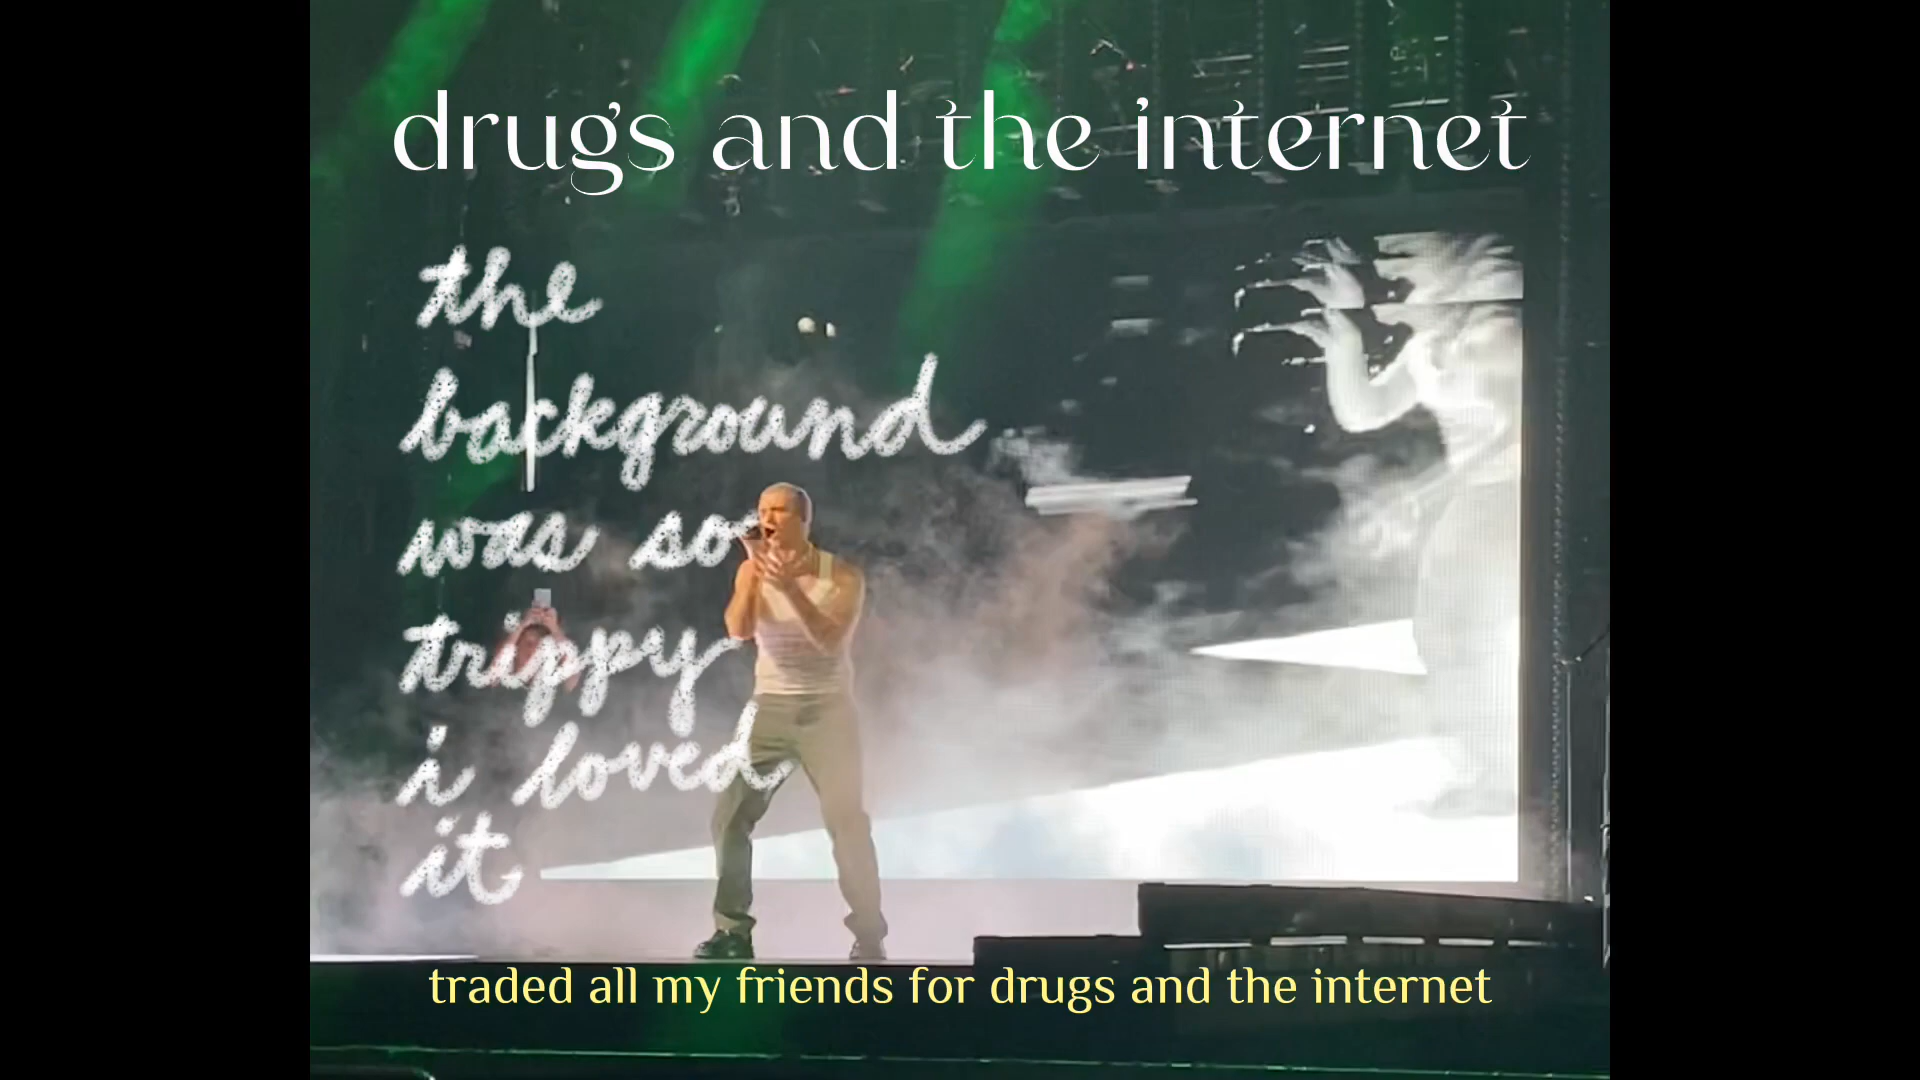 drugs and the internet
the
background
was so
trippy
i loved
it
traded all my friends for drugs and the internet